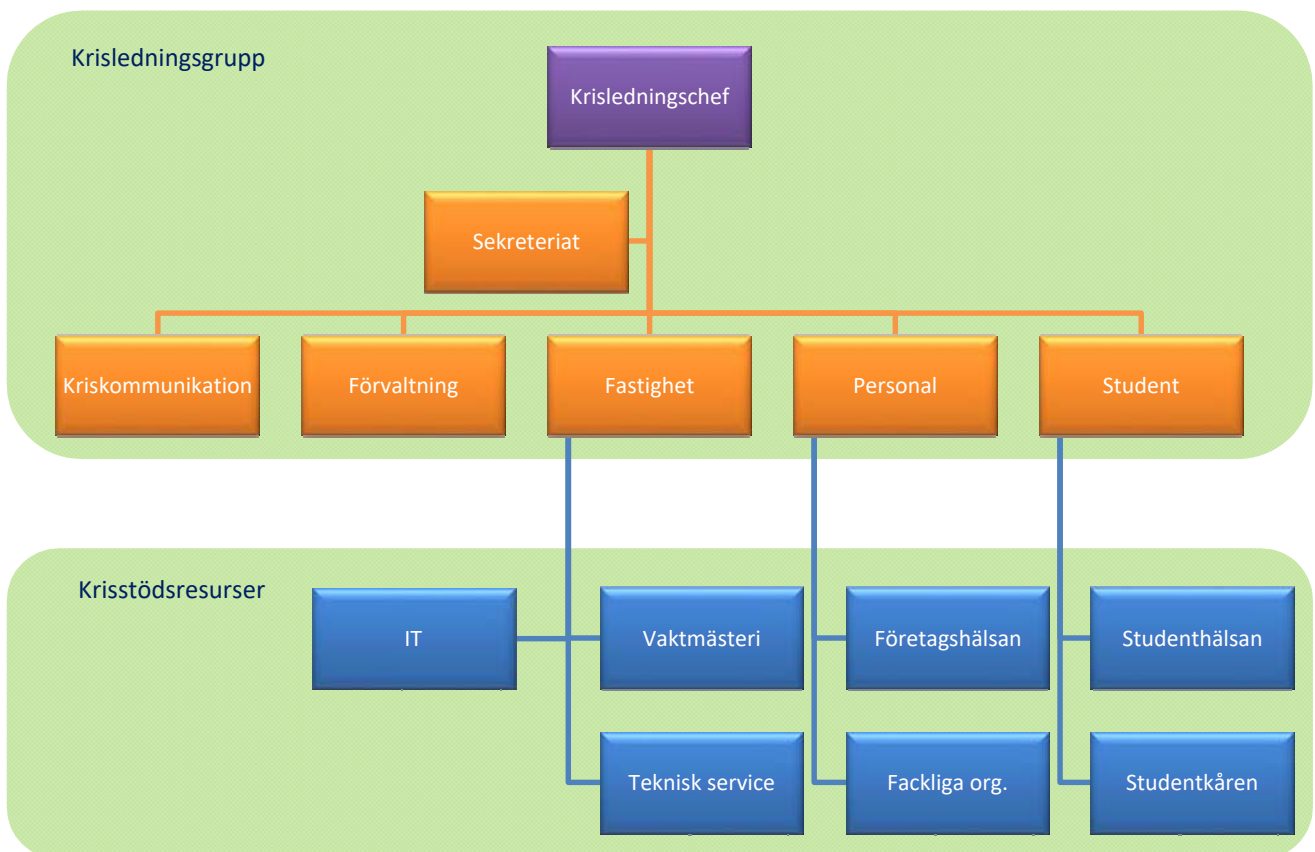 Krisledningsgrupp
Krisledningschef
Sekreteriat
Kriskommunikation
Förvaltning
Fastighet
Personal
Student
Krisstödsresurser
IT
Vaktmästeri
Företagshälsan
Studenthälsan
Teknisk service
Fackliga org.
Studentkåren